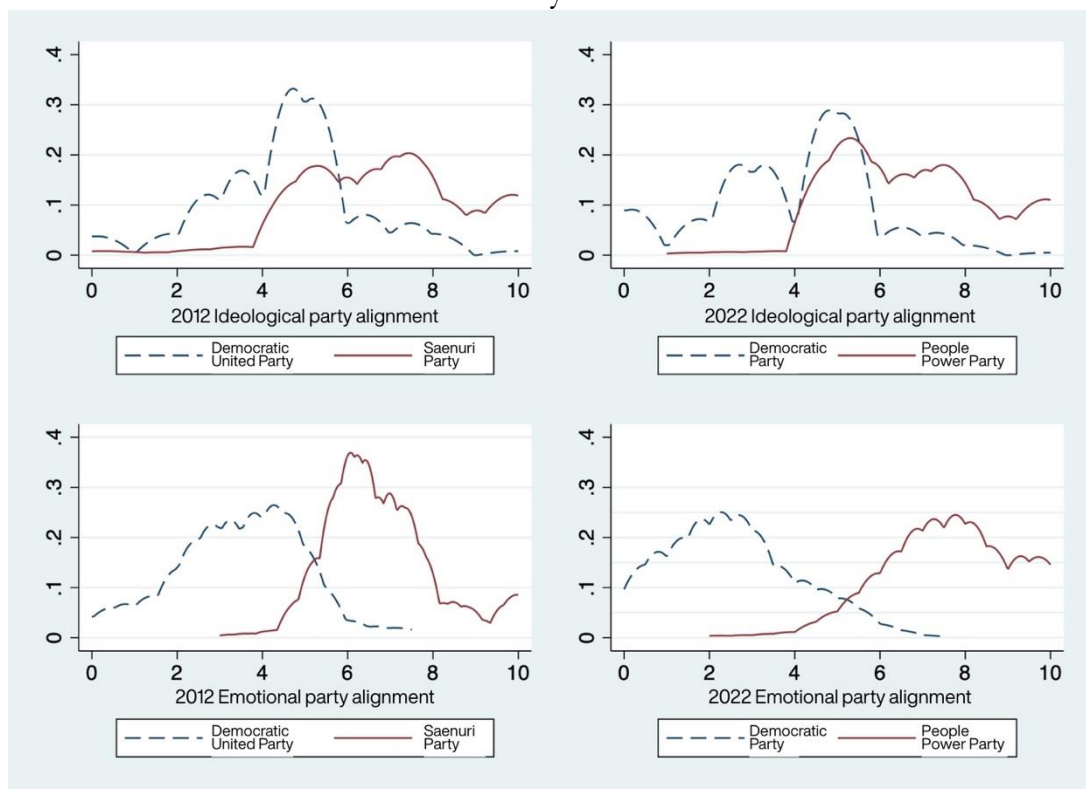 y
.4
.3
.2
.1
0
0 2 4 6 8 10
2012 Ideological party alignment
Democratic
United Party
Saenuri
Party
.4
.3
.2
.1
0
0 2 4 6 8 10
2022 Ideological party alignment
Democratic
Party
People
Power Party
.4
.3
.2
.1
0
0 2 4 6 8 10
2012 Emotional party alignment
Democratic
United Party
Saenuri
Party
.4
.3
.2
.1
0
0 2 4 6 8 10
2022 Emotional party alignment
Democratic
Party
People
Power Party